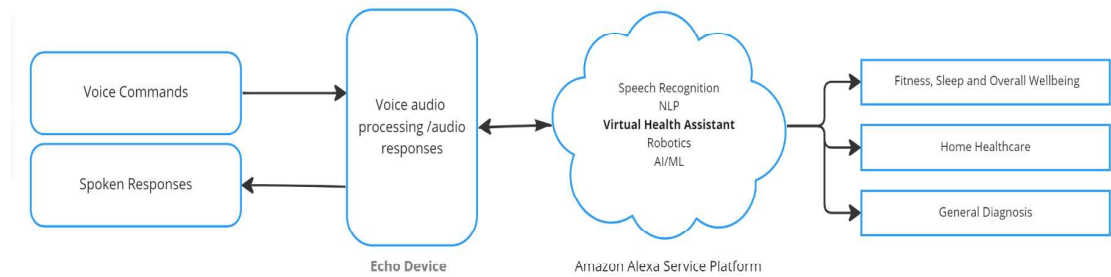 Voice Commands
Spoken Responses
Voice audio
processing /audio
responses
Echo Device
Speech Recognition
NLP
Virtual Health Assistant
Robotics
AI/ML
Amazon Alexa Service Platform
Fitness, Sleep and Overall Wellbeing
Home Healthcare
General Diagnosis